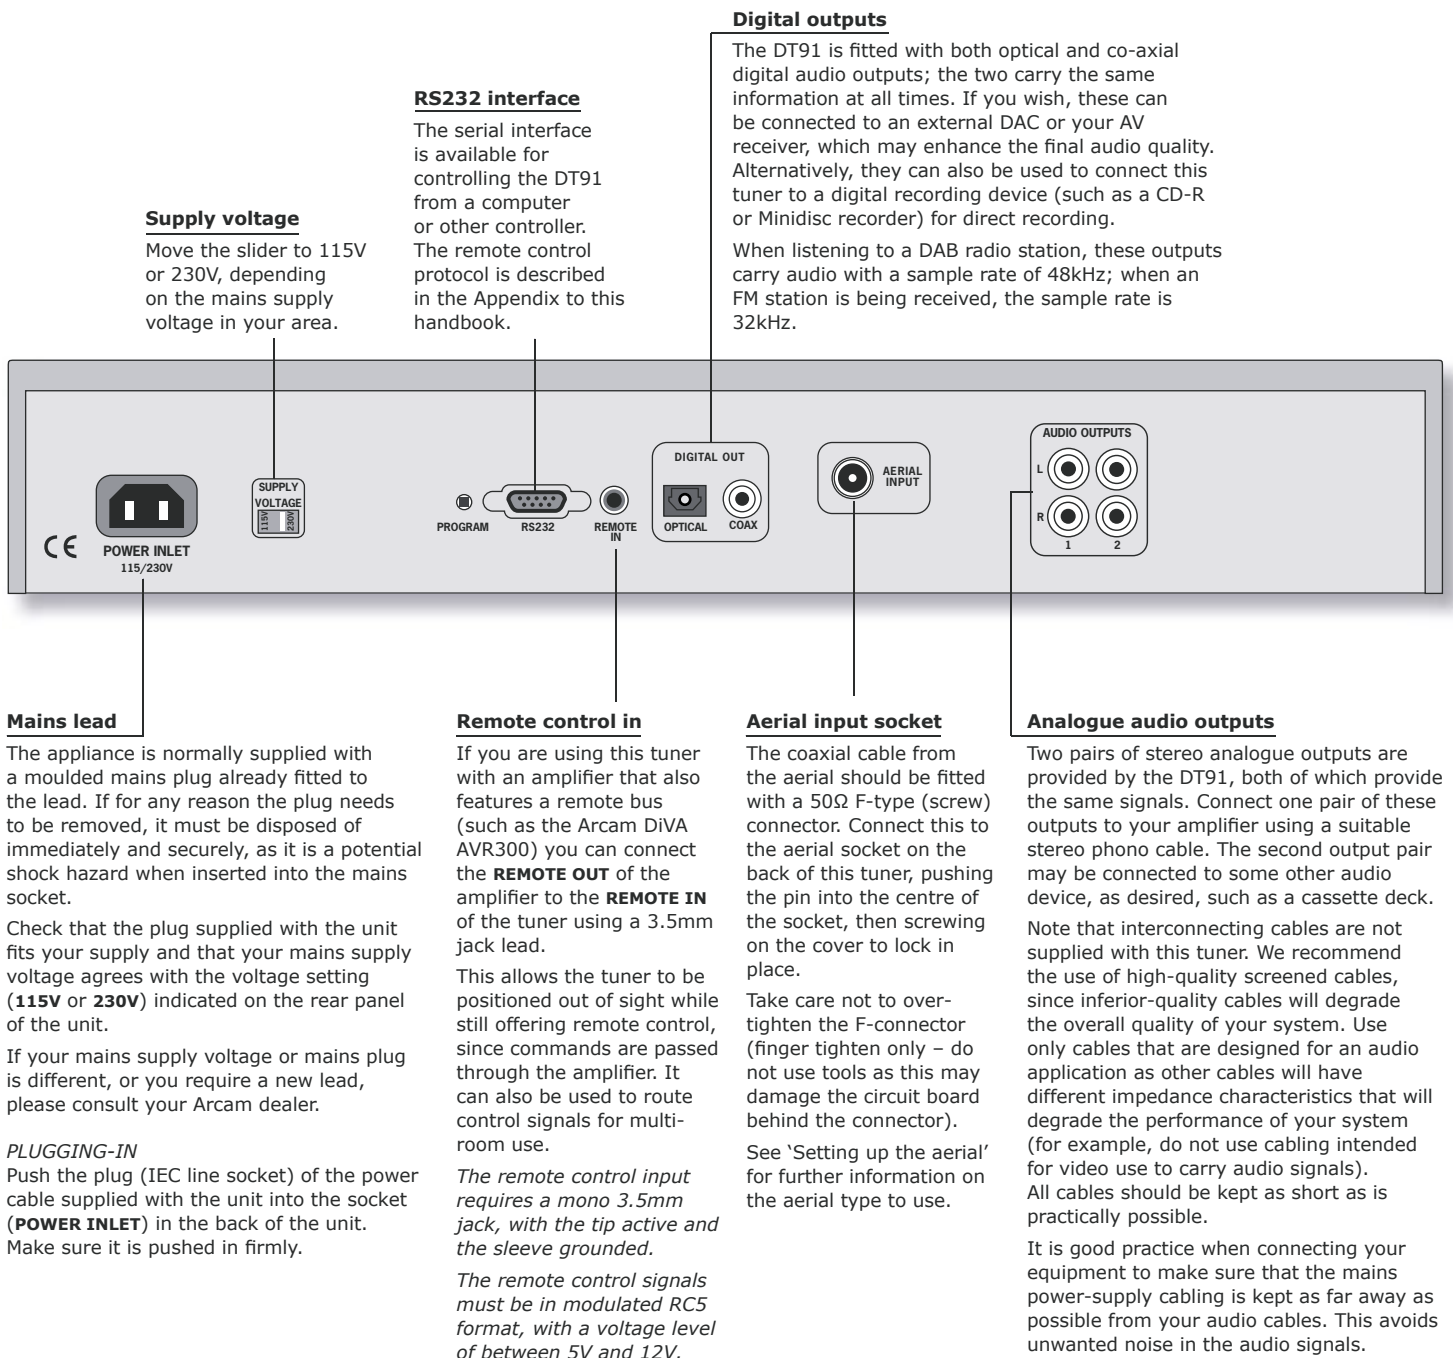 Digital outputs
The DT91 is fitted with both optical and co-axial
digital audio outputs; the two carry the same
information at all times. If you wish, these can
be connected to an external DAC or your AV
receiver, which may enhance the final audio quality.
Alternatively, they can also be used to connect this
tuner to a digital recording device (such as a CD-R
or Minidisc recorder) for direct recording.
When listening to a DAB radio station, these outputs
carry audio with a sample rate of 48kHz; when an
FM station is being received, the sample rate is
32kHz.
RS232 interface
The serial interface
is available for
controlling the DT91
from a computer
or other controller.
The remote control
protocol is described
in the Appendix to this
handbook.
Supply voltage
Move the slider to 115V
or 230V, depending
on the mains supply
voltage in your area.
CE
POWER INLET
115/230V
SUPPLY
VOLTAGE
115V
230V
PROGRAM
RS232
REMOTE
IN
DIGITAL OUT
OPTICAL
COAX
AERIAL
INPUT
AUDIO OUTPUTS
L
R
1
2
Mains lead
The appliance is normally supplied with
a moulded mains plug already fitted to
the lead. If for any reason the plug needs
to be removed, it must be disposed of
immediately and securely, as it is a potential
shock hazard when inserted into the mains
socket.
Check that the plug supplied with the unit
fits your supply and that your mains supply
voltage agrees with the voltage setting
(115V or 230V) indicated on the rear panel
of the unit.
If your mains supply voltage or mains plug
is different, or you require a new lead,
please consult your Arcam dealer.
PLUGGING-IN
Push the plug (IEC line socket) of the power
cable supplied with the unit into the socket
(POWER INLET) in the back of the unit.
Make sure it is pushed in firmly.
Remote control in
If you are using this tuner
with an amplifier that also
features a remote bus
(such as the Arcam DiVA
AVR300) you can connect
the REMOTE OUT of the
amplifier to the REMOTE IN
of the tuner using a 3.5mm
jack lead.
This allows the tuner to be
positioned out of sight while
still offering remote control,
since commands are passed
through the amplifier. It
can also be used to route
control signals for multi-
room use.
The remote control input
requires a mono 3.5mm
jack, with the tip active and
the sleeve grounded.
The remote control signals
must be in modulated RC5
format, with a voltage level
of between 5V and 12V.
Aerial input socket
The coaxial cable from
the aerial should be fitted
with a 50Ω F-type (screw)
connector. Connect this to
the aerial socket on the
back of this tuner, pushing
the pin into the centre of
the socket, then screwing
on the cover to lock in
place.
Take care not to over-
tighten the F-connector
(finger tighten only – do
not use tools as this may
damage the circuit board
behind the connector).
See ‘Setting up the aerial’
for further information on
the aerial type to use.
Analogue audio outputs
Two pairs of stereo analogue outputs are
provided by the DT91, both of which provide
the same signals. Connect one pair of these
outputs to your amplifier using a suitable
stereo phono cable. The second output pair
may be connected to some other audio
device, as desired, such as a cassette deck.
Note that interconnecting cables are not
supplied with this tuner. We recommend
the use of high-quality screened cables,
since inferior-quality cables will degrade
the overall quality of your system. Use
only cables that are designed for an audio
application as other cables will have
different impedance characteristics that will
degrade the performance of your system
(for example, do not use cabling intended
for video use to carry audio signals).
All cables should be kept as short as is
practically possible.
It is good practice when connecting your
equipment to make sure that the mains
power-supply cabling is kept as far away as
possible from your audio cables. This avoids
unwanted noise in the audio signals.